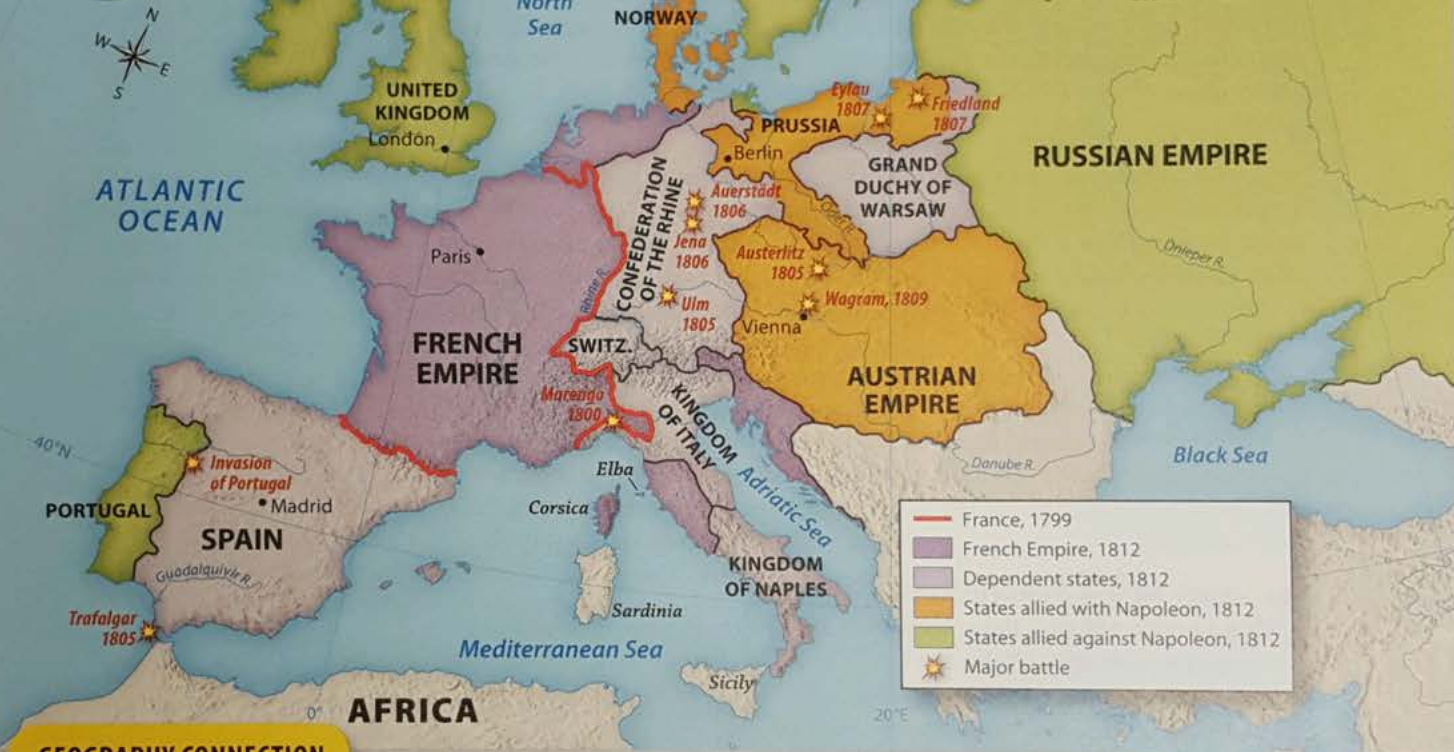 N
W
E
S
North
Sea
NORWAY
UNITED
KINGDOM
London
ATLANTIC
OCEAN
Eylau
1807
Friedland
1807
PRUSSIA
Berlin
RUSSIAN EMPIRE
GRAND
DUCHY OF
WARSAW
CONFEDERATION
OF THE RHINE
Auerstädt
1806
Jena
1806
Oder R.
Austerlitz
1805
Dnieper R.
Paris
Rhine R.
Ulm
1805
Wagram, 1809
Vienna
FRENCH
EMPIRE
SWITZ.
AUSTRIAN
EMPIRE
Marengo
1800
KINGDOM
OF ITALY
40°N
Black Sea
Danube R.
Invasion
of Portugal
Elba
Corsica
Adriatic Sea
PORTUGAL
Madrid
SPAIN
Guadalquivir R.
KINGDOM
OF NAPLES
Sardinia
Trafalgar
1805
Mediterranean Sea
Sicily
0°
AFRICA
20°E
France, 1799
French Empire, 1812
Dependent states, 1812
States allied with Napoleon, 1812
States allied against Napoleon, 1812
Major battle
GEOGRAPHY CONNECTION